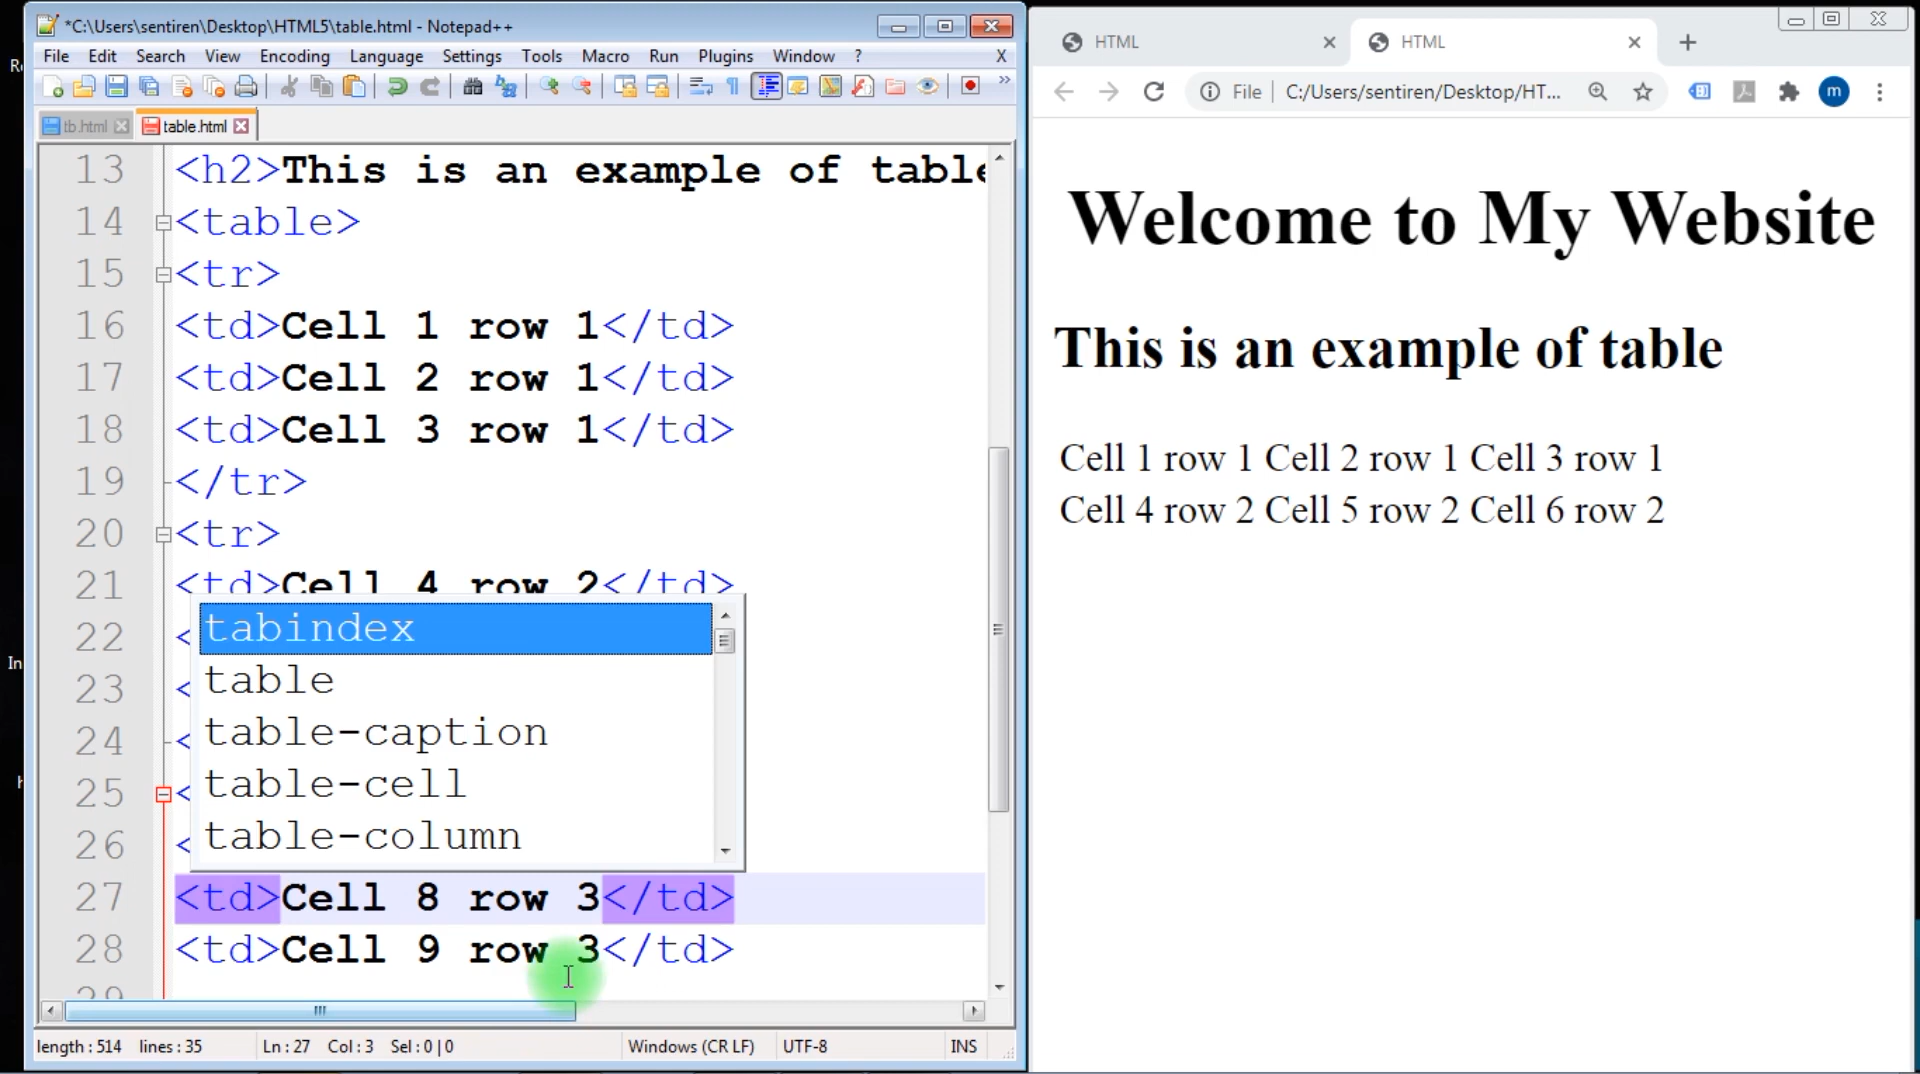 *C:\Users\sentiren\Desktop\HTML5\table.html - Notepad++
File Edit Search View Encoding Language Settings Tools Macro Run Plugins Window ? X
tb.html table.html
13 <h2>This is an example of table
14 <table>
15 <tr>
16 <td>Cell 1 row 1</td>
17 <td>Cell 2 row 1</td>
18 <td>Cell 3 row 1</td>
19 </tr>
20 <tr>
21 <td>Cell 4 row 2</td>
22 <
23 <
24 <
25 <
26 <
tabindex
table
table-caption
table-cell
table-column
27 <td>Cell 8 row 3</td>
28 <td>Cell 9 row 3</td>
29
length : 514 lines : 35 Ln : 27 Col : 3 Sel : 0 | 0 Windows (CR LF) UTF-8 INS
HTML
HTML
File C:/Users/sentiren/Desktop/HT... m
Welcome to My Website
This is an example of table
Cell 1 row 1 Cell 2 row 1 Cell 3 row 1
Cell 4 row 2 Cell 5 row 2 Cell 6 row 2